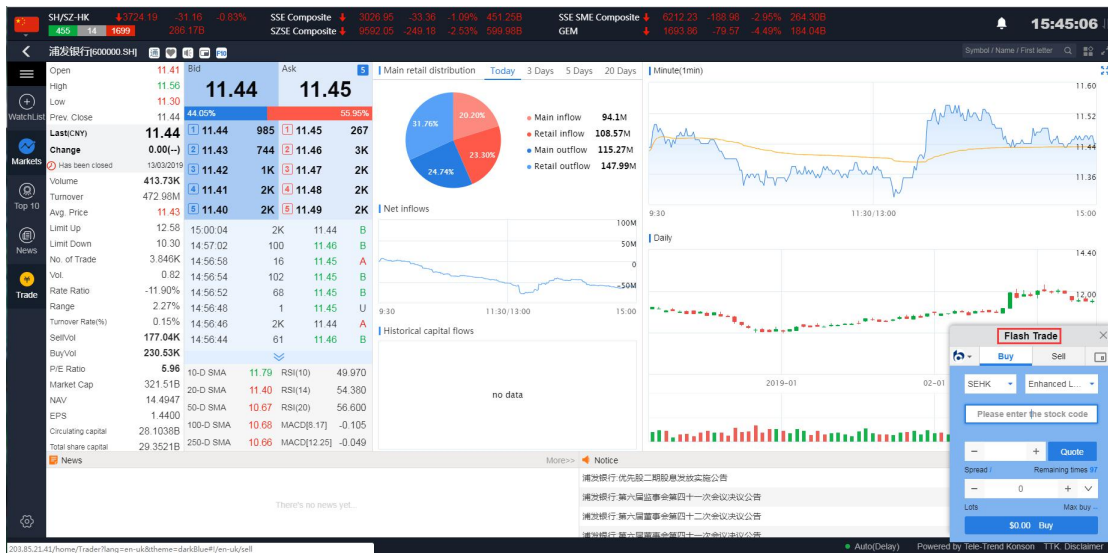 SH/SZ-HK 3724.19 -31.16 -0.83% SSE Composite 3026.95 -33.36 -1.09% 451.25B SSE SME Composite 6212.23 -188.98 -2.95% 264.30B
455 14 1699 286.17B SZSE Composite 9592.05 -249.18 -2.53% 599.98B GEM 1693.86 -79.57 -4.49% 184.04B
15:45:06
浦发银行[600000.SH] F10
Symbol / Name / First letter
WatchList
Markets
Top 10
News
Trade
Open 11.41
High 11.56
Low 11.30
Prev. Close 11.44
Last(CNY) 11.44
Change 0.00(--)
Has been closed 13/03/2019
Volume 413.73K
Turnover 472.98M
Avg. Price 11.43
Limit Up 12.58
Limit Down 10.30
No. of Trade 3.846K
Vol. 0.82
Rate Ratio -11.90%
Range 2.27%
Turnover Rate(%) 0.15%
SellVol 177.04K
BuyVol 230.53K
P/E Ratio 5.96
Market Cap 321.51B
NAV 14.4947
EPS 1.4400
Circulating capital 28.1038B
Total share capital 29.3521B
Bid Ask 5
11.44 11.45
44.05% 55.95%
1 11.44 985 1 11.45 267
2 11.43 744 2 11.46 3K
3 11.42 1K 3 11.47 2K
4 11.41 2K 4 11.48 2K
5 11.40 2K 5 11.49 2K
15:00:04 2K 11.44 B
14:57:02 100 11.46 B
14:56:58 16 11.45 A
14:56:54 102 11.45 B
14:56:52 68 11.45 B
14:56:48 1 11.45 U
14:56:46 2K 11.44 A
14:56:44 61 11.46 B
10-D SMA 11.79 RSI(10) 49.970
20-D SMA 11.40 RSI(14) 54.380
50-D SMA 10.67 RSI(20) 56.600
100-D SMA 10.68 MACD[8.17] -0.105
250-D SMA 10.66 MACD[12.25] -0.049
Main retail distribution Today 3 Days 5 Days 20 Days
31.76% 20.20%
24.74% 23.30%
Main inflow 94.1M
Retail inflow 108.57M
Main outflow 115.27M
Retail outflow 147.99M
Net inflows
100M
50M
0
-50M
9:30 11:30/13:00 15:00
Historical capital flows
no data
Minute(1min)
11.60
11.52
11.44
11.36
9:30 11:30/13:00 15:00
Daily
14.40
12.00
2019-01 02-01
Flash Trade
Buy Sell
SEHK Enhanced L...
Please enter the stock code
− + Quote
Spread / Remaining times 97
− 0 +
Lots Max buy --
$0.00 Buy
News More>>
There's no news yet...
Notice
浦发银行:优先股二期股息发放实施公告
浦发银行:第六届监事会第四十一次会议决议公告
浦发银行:第六届董事会第四十二次会议决议公告
浦发银行:第六届董事会第四十一次会议决议公告
203.85.21.41/home/Trader?lang=en-uk&theme=darkBlue#!/en-uk/sell
Auto(Delay) Powered by Tele-Trend Konson TTK. Disclaimer